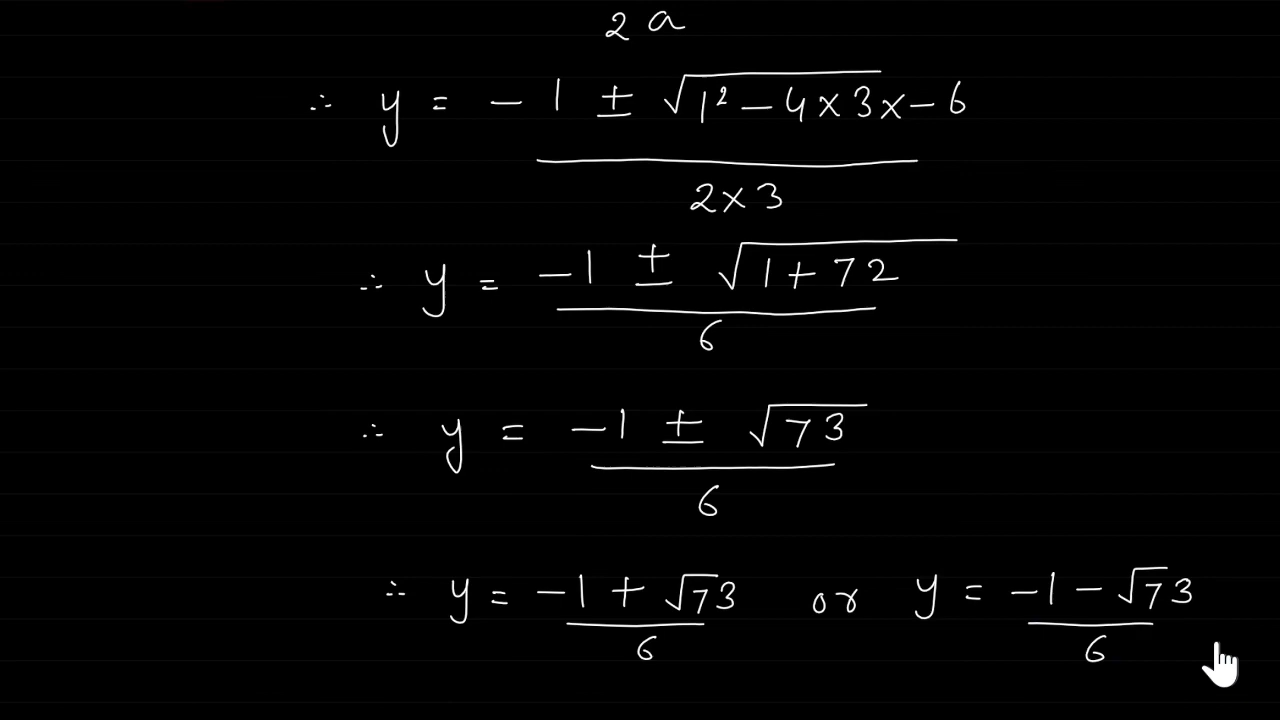 2a
∴ y = -1 ± √1² - 4×3×-6
2×3
∴ y = -1 ± √1+72
6
∴ y = -1 ± √73
6
∴ y = -1 + √73 or y = -1 - √73
6 6